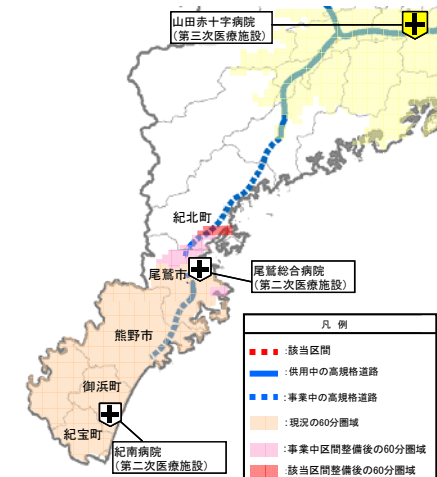 山田赤十字病院
（第三次医療施設）
紀北町
尾鷲市
尾鷲総合病院
（第二次医療施設）
熊野市
御浜町
紀宝町
紀南病院
（第二次医療施設）
凡 例
:該当区間
:供用中の高規格道路
:事業中の高規格道路
:現況の60分圏域
:事業中区間整備後の60分圏域
:該当区間整備後の60分圏域